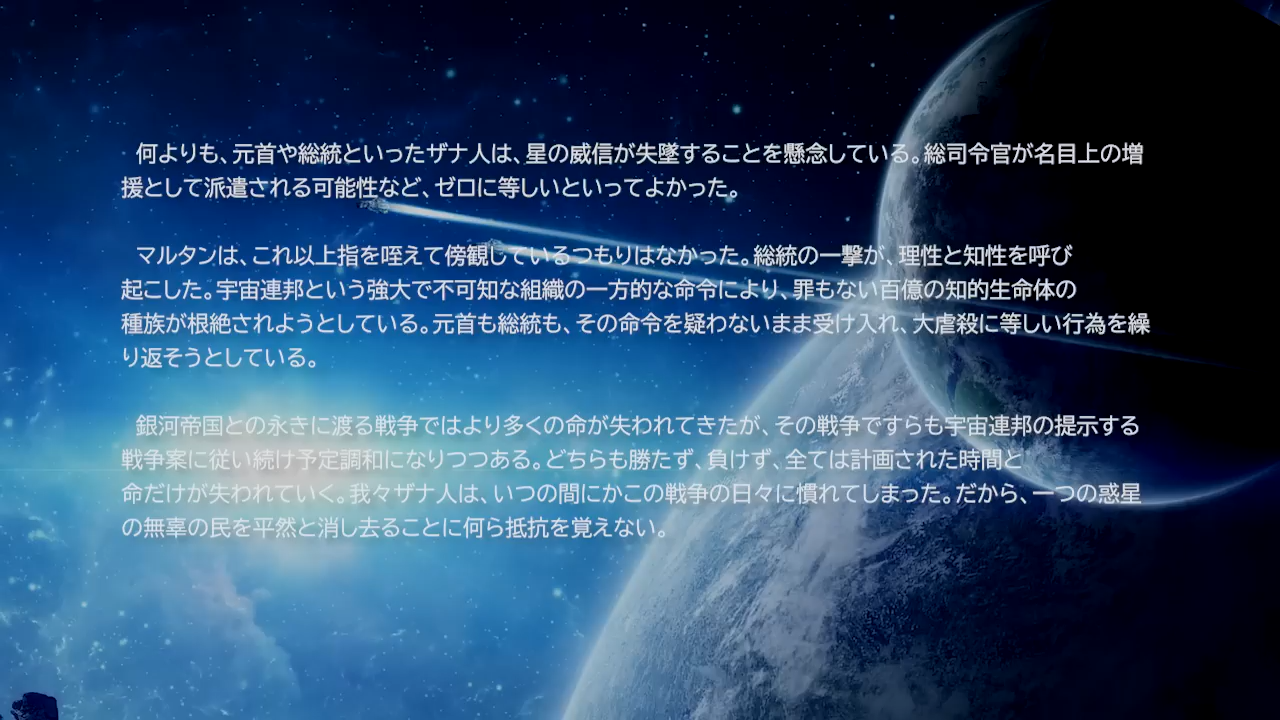 何よりも、元首や総統といったザナ人は、星の威信が失墜することを懸念している。総司令官が名目上の増
援として派遣される可能性など、ゼロに等しいといってよかった。
マルタンは、これ以上指を咥えて傍観しているつもりはなかった。総統の一撃が、理性と知性を呼び
起こした。宇宙連邦という強大で不可知な組織の一方的な命令により、罪もない百億の知的生命体の
種族が根絶されようとしている。元首も総統も、その命令を疑わないまま受け入れ、大虐殺に等しい行為を繰
り返そうとしている。
銀河帝国との永きに渡る戦争ではより多くの命が失われてきたが、その戦争ですらも宇宙連邦の提示する
戦争案に従い続け予定調和になりつつある。どちらも勝たず、負けず、全ては計画された時間と
命だけが失われていく。我々ザナ人は、いつの間にかこの戦争の日々に慣れてしまった。だから、一つの惑星
の無辜の民を平然と消し去ることに何ら抵抗を覚えない。